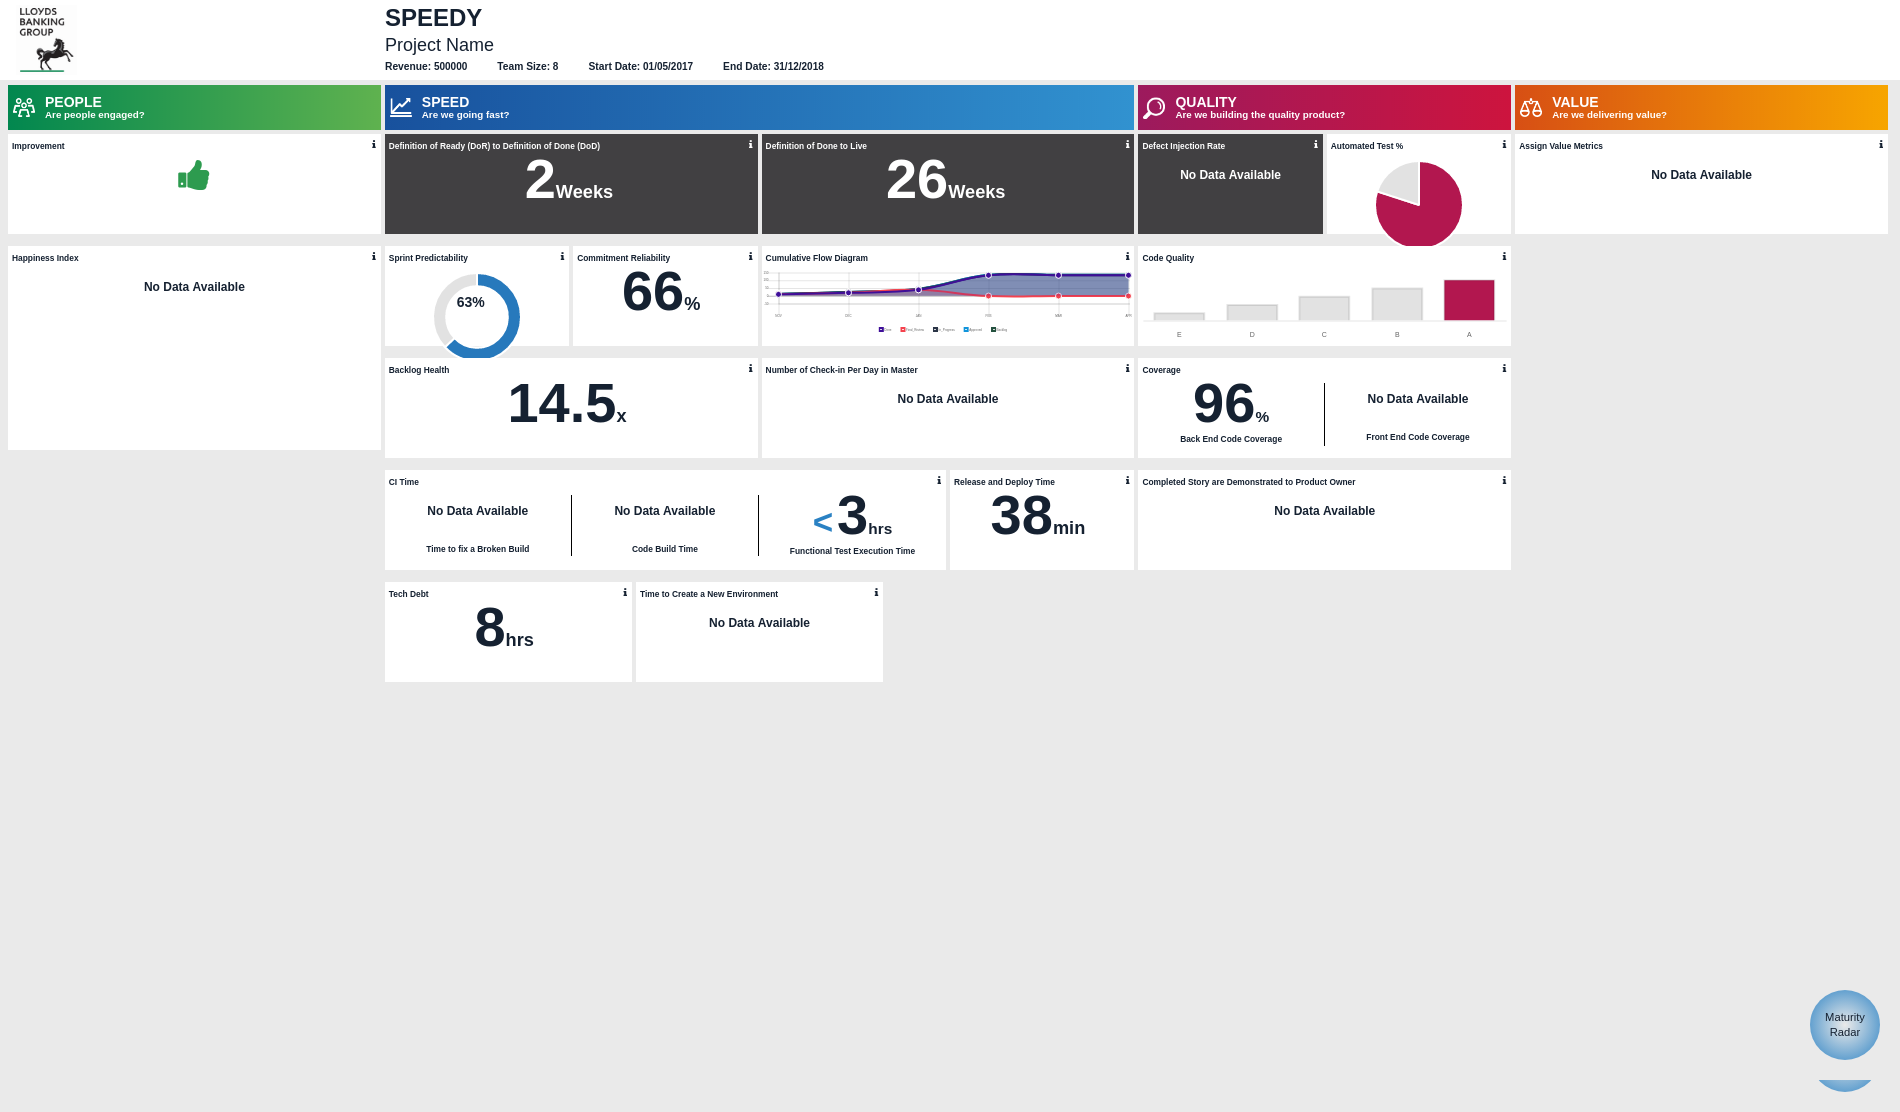 LLOYDS
BANKING
GROUP
SPEEDY
Project Name
Revenue: 500000 Team Size: 8 Start Date: 01/05/2017 End Date: 31/12/2018
PEOPLE
Are people engaged?
SPEED
Are we going fast?
QUALITY
Are we building the quality product?
VALUE
Are we delivering value?
Improvement
Definition of Ready (DoR) to Definition of Done (DoD)
2Weeks
Definition of Done to Live
26Weeks
Defect Injection Rate
No Data Available
Automated Test %
Assign Value Metrics
No Data Available
Happiness Index
No Data Available
Sprint Predictability
63%
Commitment Reliability
66%
Cumulative Flow Diagram
Code Quality
E D C B A
Backlog Health
14.5x
Number of Check-in Per Day in Master
No Data Available
Coverage
96%
Back End Code Coverage
No Data Available
Front End Code Coverage
CI Time
No Data Available
Time to fix a Broken Build
No Data Available
Code Build Time
<3hrs
Functional Test Execution Time
Release and Deploy Time
38min
Completed Story are Demonstrated to Product Owner
No Data Available
Tech Debt
8hrs
Time to Create a New Environment
No Data Available
Maturity
Radar